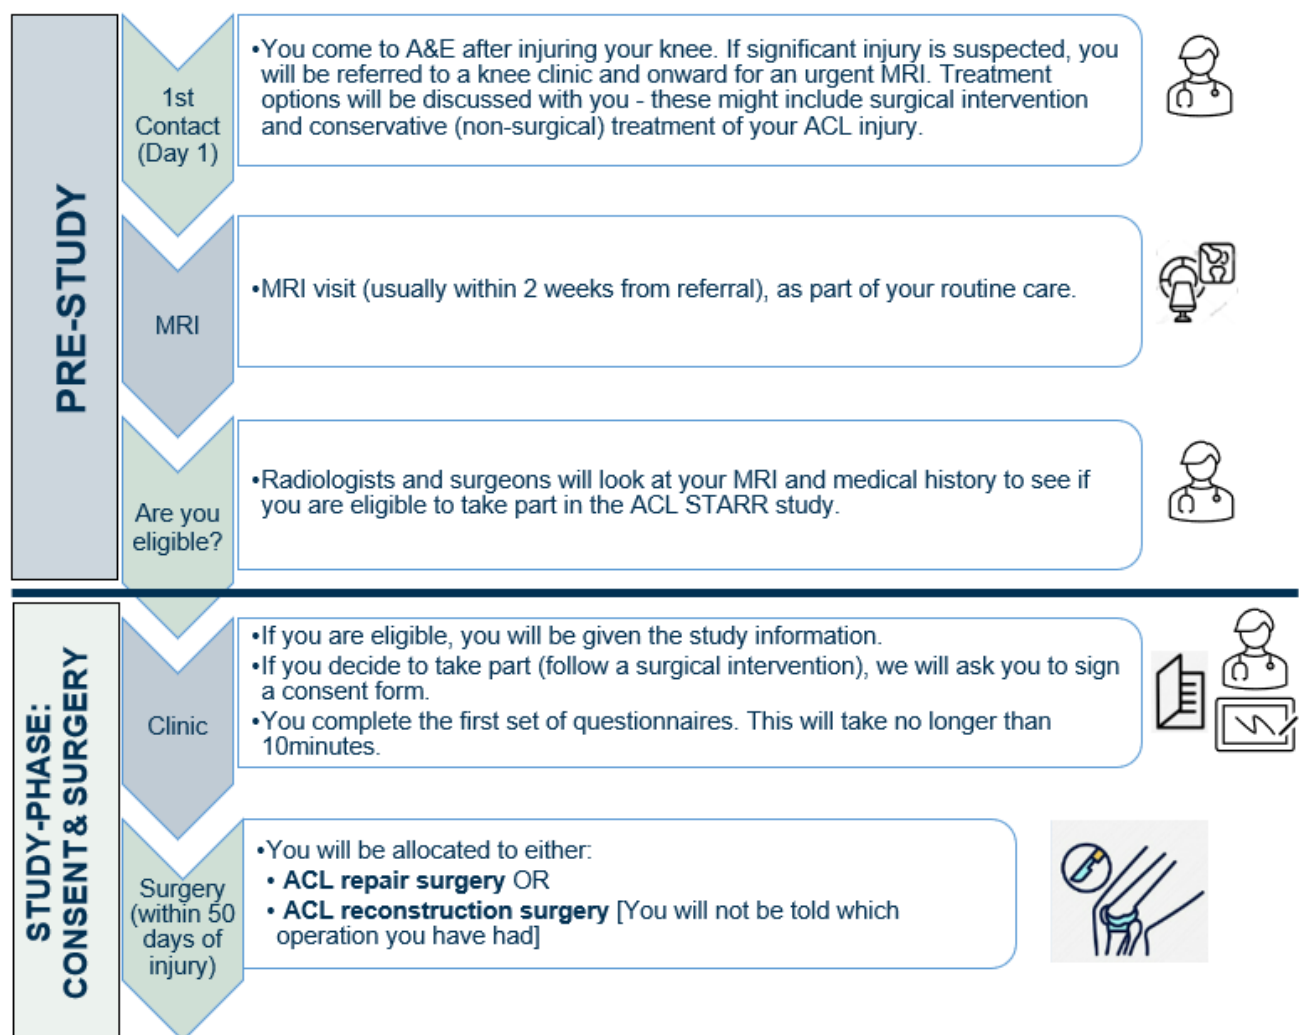 PRE-STUDY
1st
Contact
(Day 1)
•You come to A&E after injuring your knee. If significant injury is suspected, you
will be referred to a knee clinic and onward for an urgent MRI. Treatment
options will be discussed with you - these might include surgical intervention
and conservative (non-surgical) treatment of your ACL injury.
MRI
•MRI visit (usually within 2 weeks from referral), as part of your routine care.
Are you
eligible?
•Radiologists and surgeons will look at your MRI and medical history to see if
you are eligible to take part in the ACL STARR study.
STUDY-PHASE:
CONSENT & SURGERY
Clinic
•If you are eligible, you will be given the study information.
•If you decide to take part (follow a surgical intervention), we will ask you to sign
a consent form.
•You complete the first set of questionnaires. This will take no longer than
10minutes.
Surgery
(within 50
days of
injury)
•You will be allocated to either:
• ACL repair surgery OR
• ACL reconstruction surgery [You will not be told which
operation you have had]